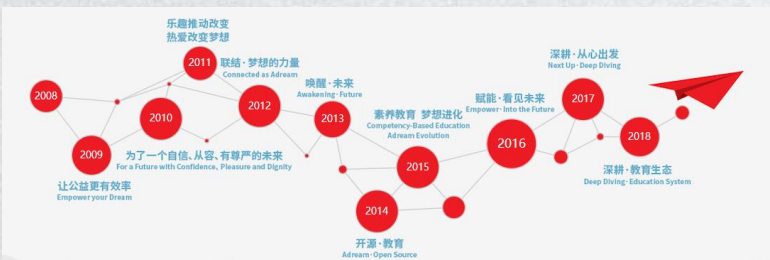 2008
2009
让公益更有效率
Empower your Dream
2010
为了一个自信、从容、有尊严的未来
For a Future with Confidence, Pleasure and Dignity
乐趣推动改变
热爱改变梦想
2011
联结·梦想的力量
Connected as Adream
2012
唤醒·未来
Awakening·Future
2013
开源·教育
Adream·Open Source
2014
素养教育 梦想进化
Competency-Based Education
Adream Evolution
2015
赋能·看见未来
Empower·Into the Future
2016
深耕·从心出发
Next Up·Deep Diving
2017
2018
深耕·教育生态
Deep Diving·Education System